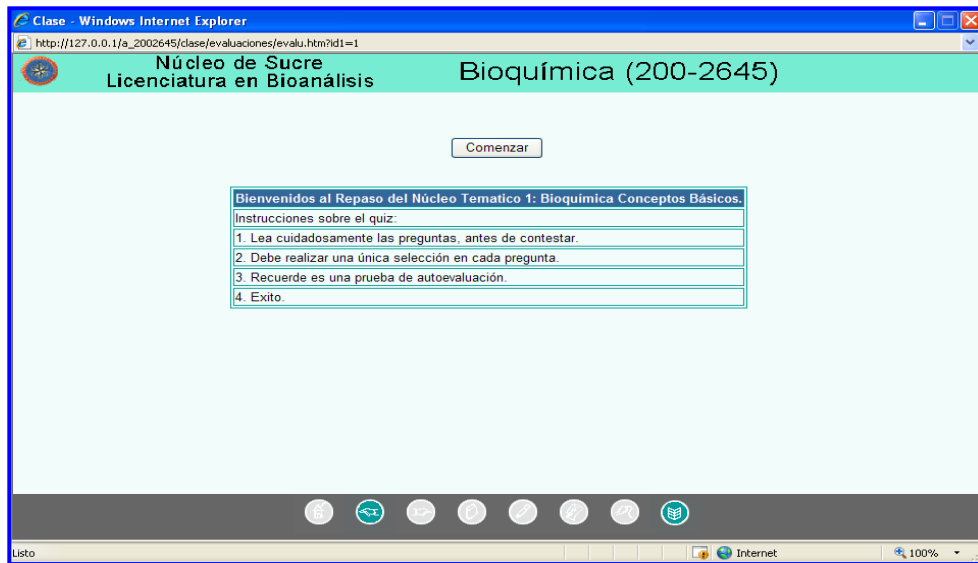 Clase - Windows Internet Explorer
http://127.0.0.1/a_2002645/clase/evaluaciones/evalu.htm?id1=1
Núcleo de Sucre
Licenciatura en Bioanálisis
Bioquímica (200-2645)
Comenzar
Bienvenidos al Repaso del Núcleo Tematico 1: Bioquímica Conceptos Básicos.
Instrucciones sobre el quiz:
1. Lea cuidadosamente las preguntas, antes de contestar.
2. Debe realizar una única selección en cada pregunta.
3. Recuerde es una prueba de autoevaluación.
4. Exito.
Listo
Internet
100%